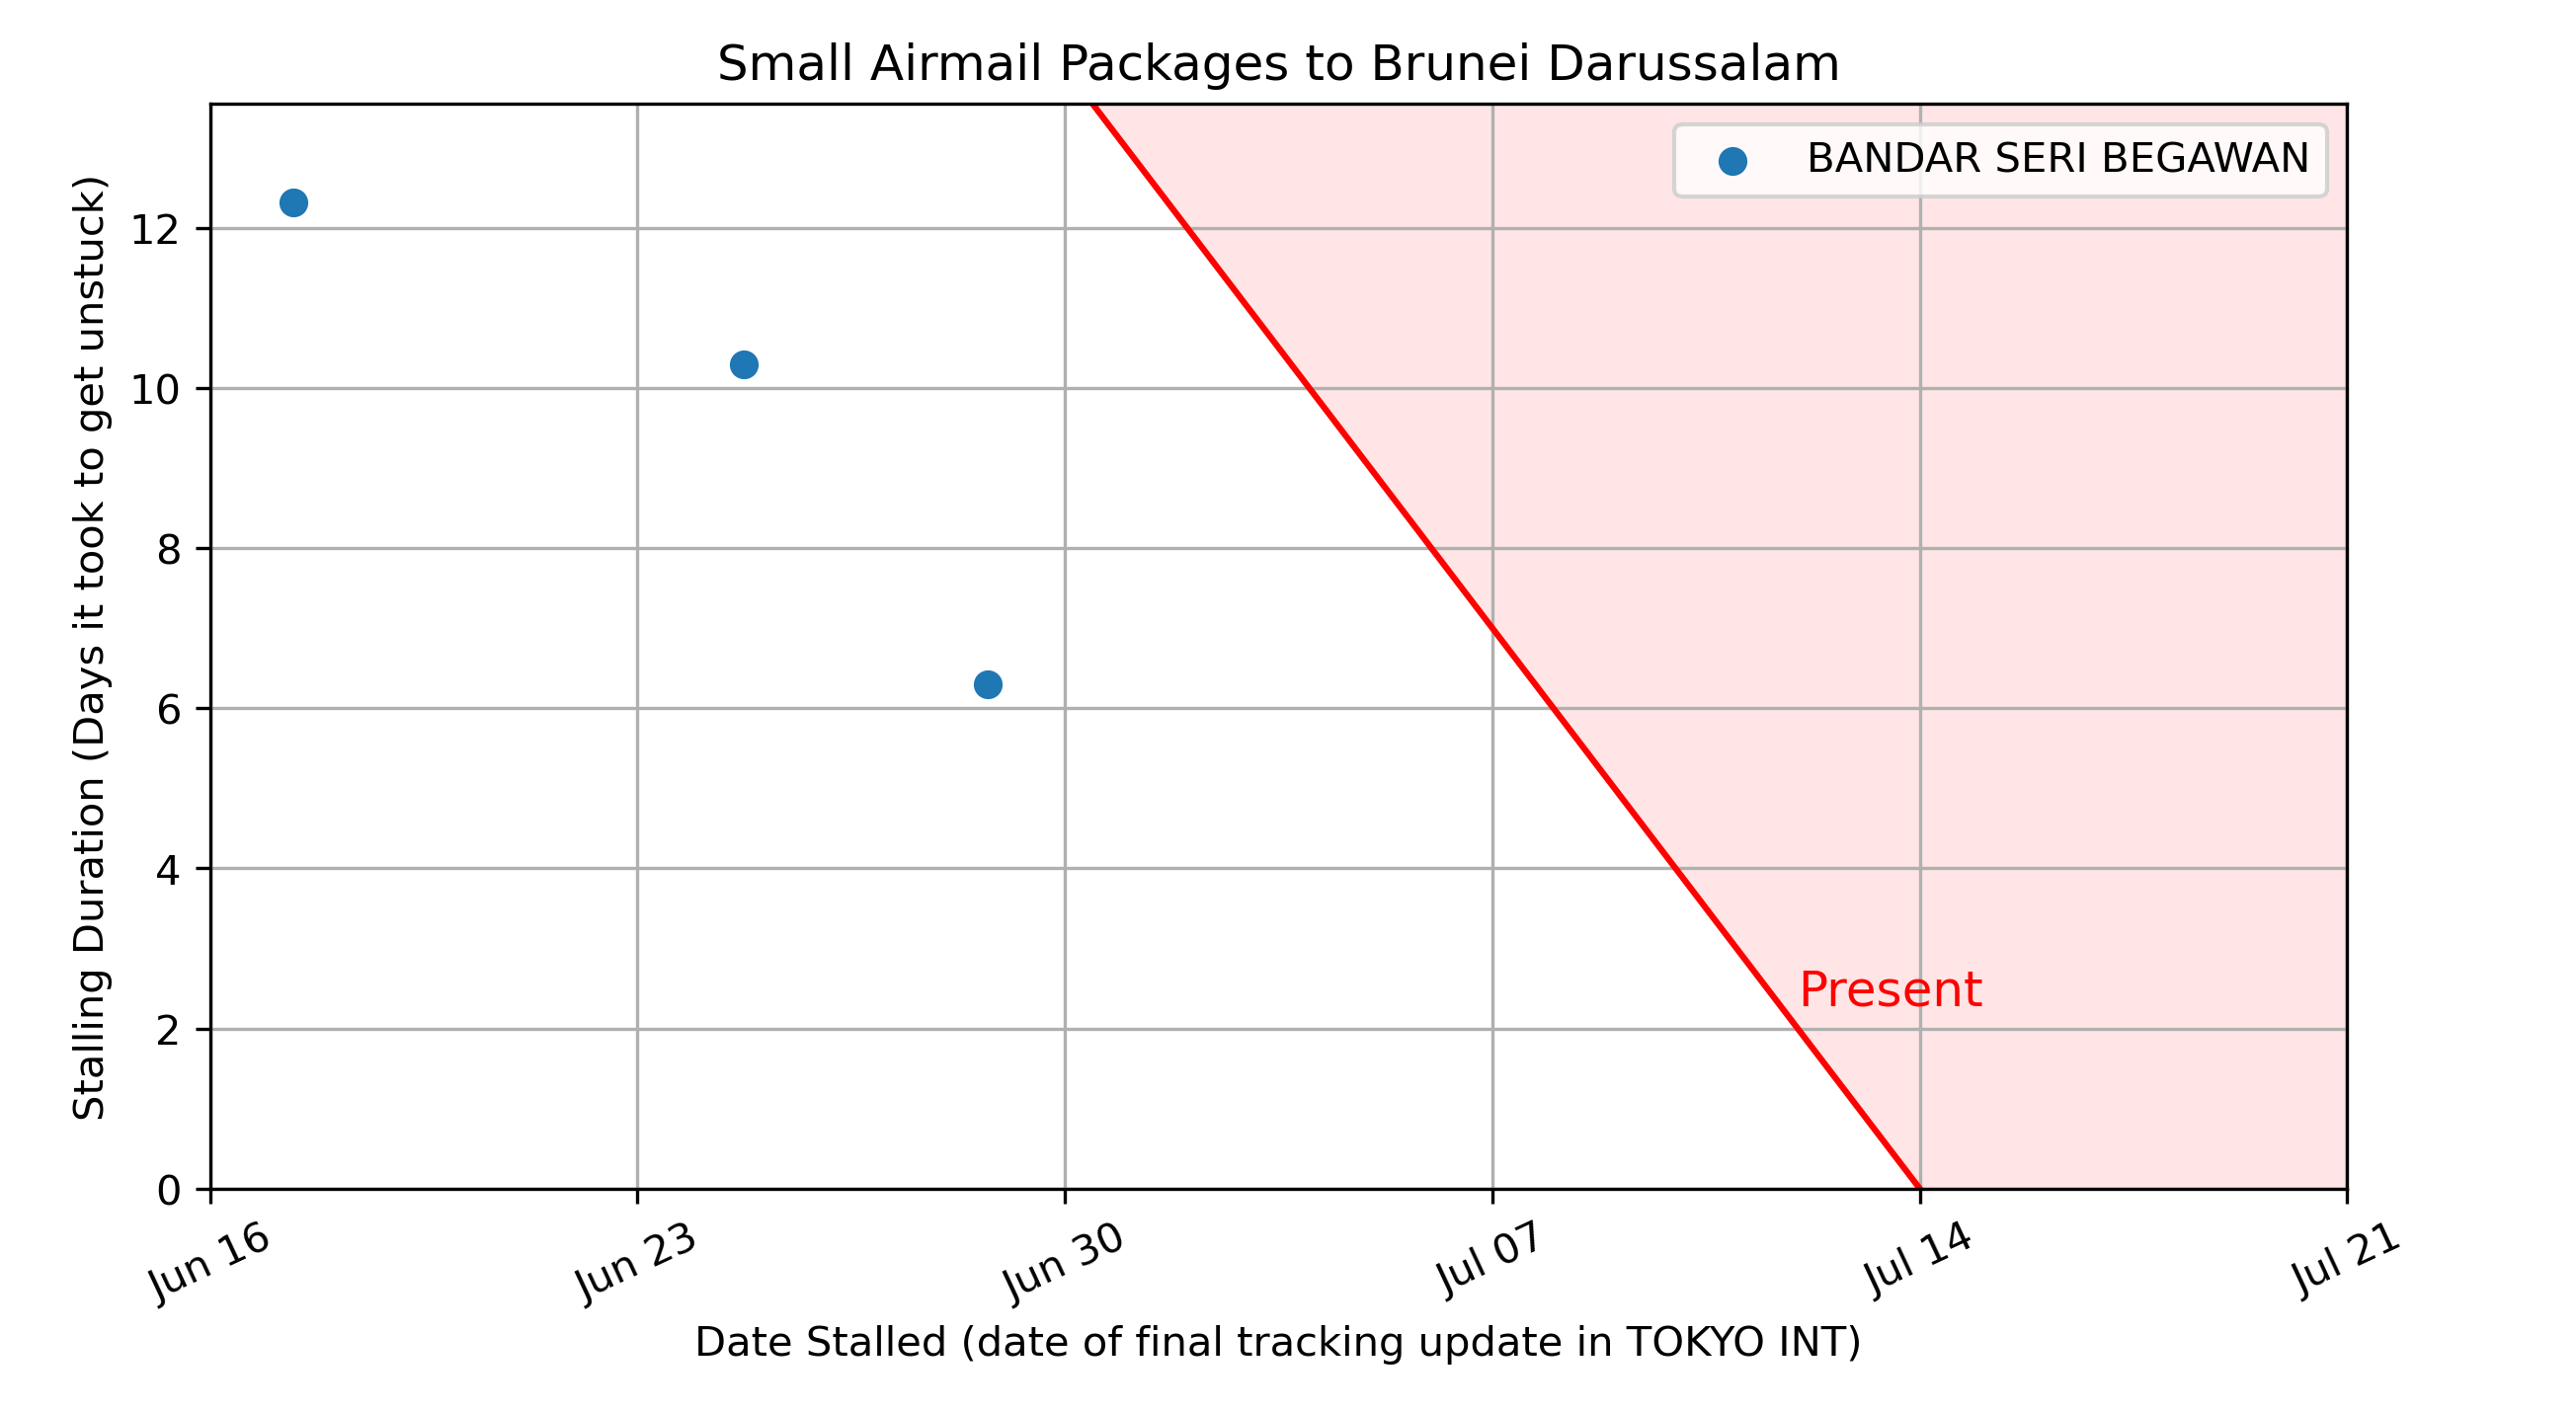 Small Airmail Packages to Brunei Darussalam
BANDAR SERI BEGAWAN
Stalling Duration (Days it took to get unstuck)
12
10
8
6
4
2
0
Present
Jun 16
Jun 23
Jun 30
Jul 07
Jul 14
Jul 21
Date Stalled (date of final tracking update in TOKYO INT)